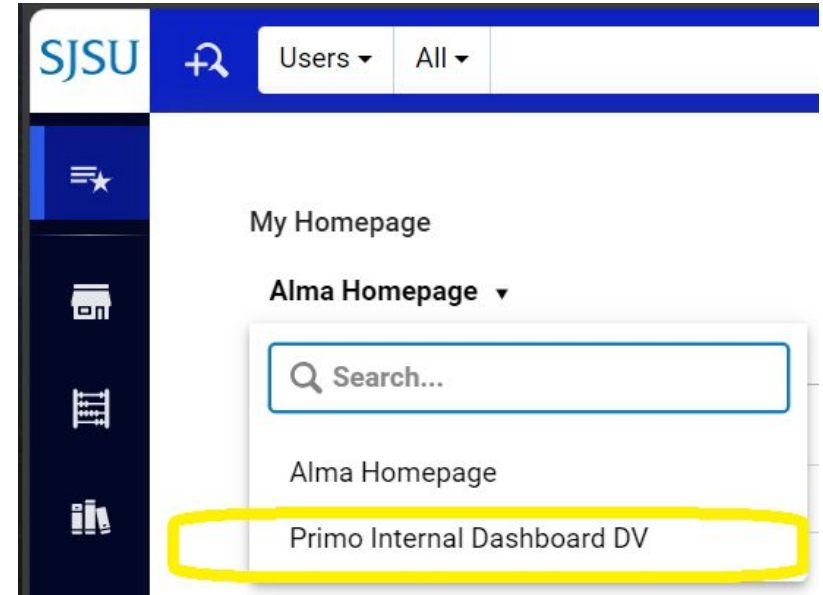 SJSU Users All
My Homepage
Alma Homepage
Search...
Alma Homepage
Primo Internal Dashboard DV